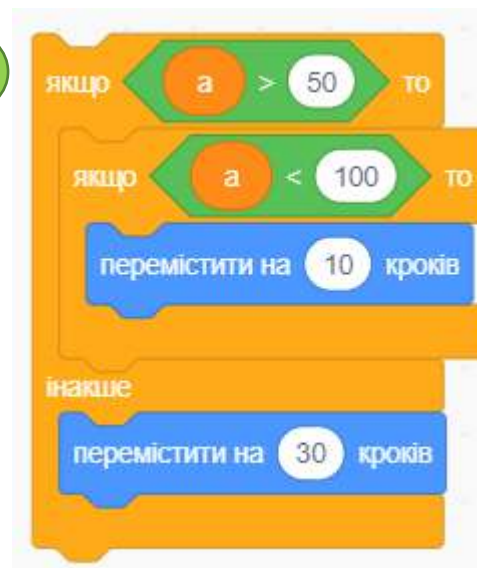 якщо a > 50 то
якщо a < 100 то
перемістити на 10 кроків
інакше
перемістити на 30 кроків